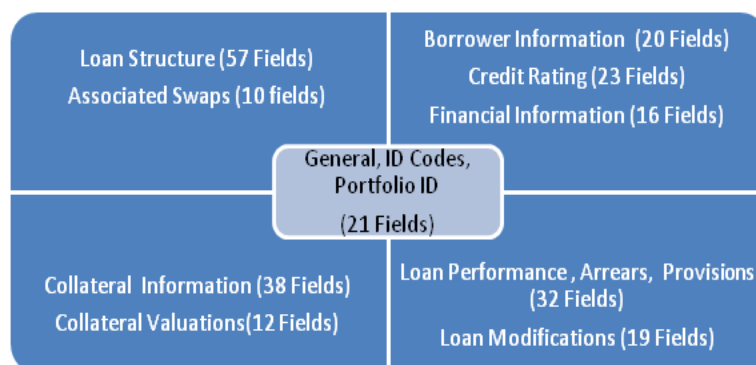 Loan Structure (57 Fields)
Associated Swaps (10 fields)
Borrower Information (20 Fields)
Credit Rating (23 Fields)
Financial Information (16 Fields)
General, ID Codes,
Portfolio ID
(21 Fields)
Collateral Information (38 Fields)
Collateral Valuations(12 Fields)
Loan Performance , Arrears, Provisions
(32 Fields)
Loan Modifications (19 Fields)